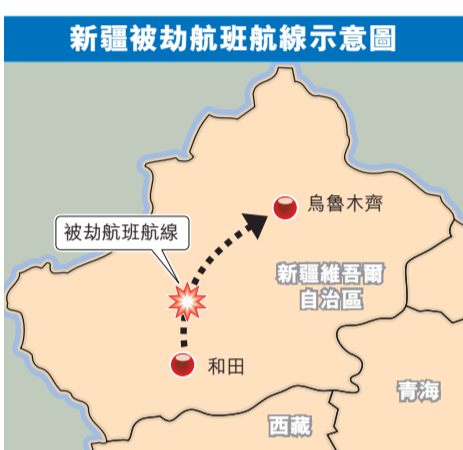 新疆被劫航班航線示意圖
烏魯木齊
被劫航班航線
新疆維吾爾
自治區
和田
青海
西藏